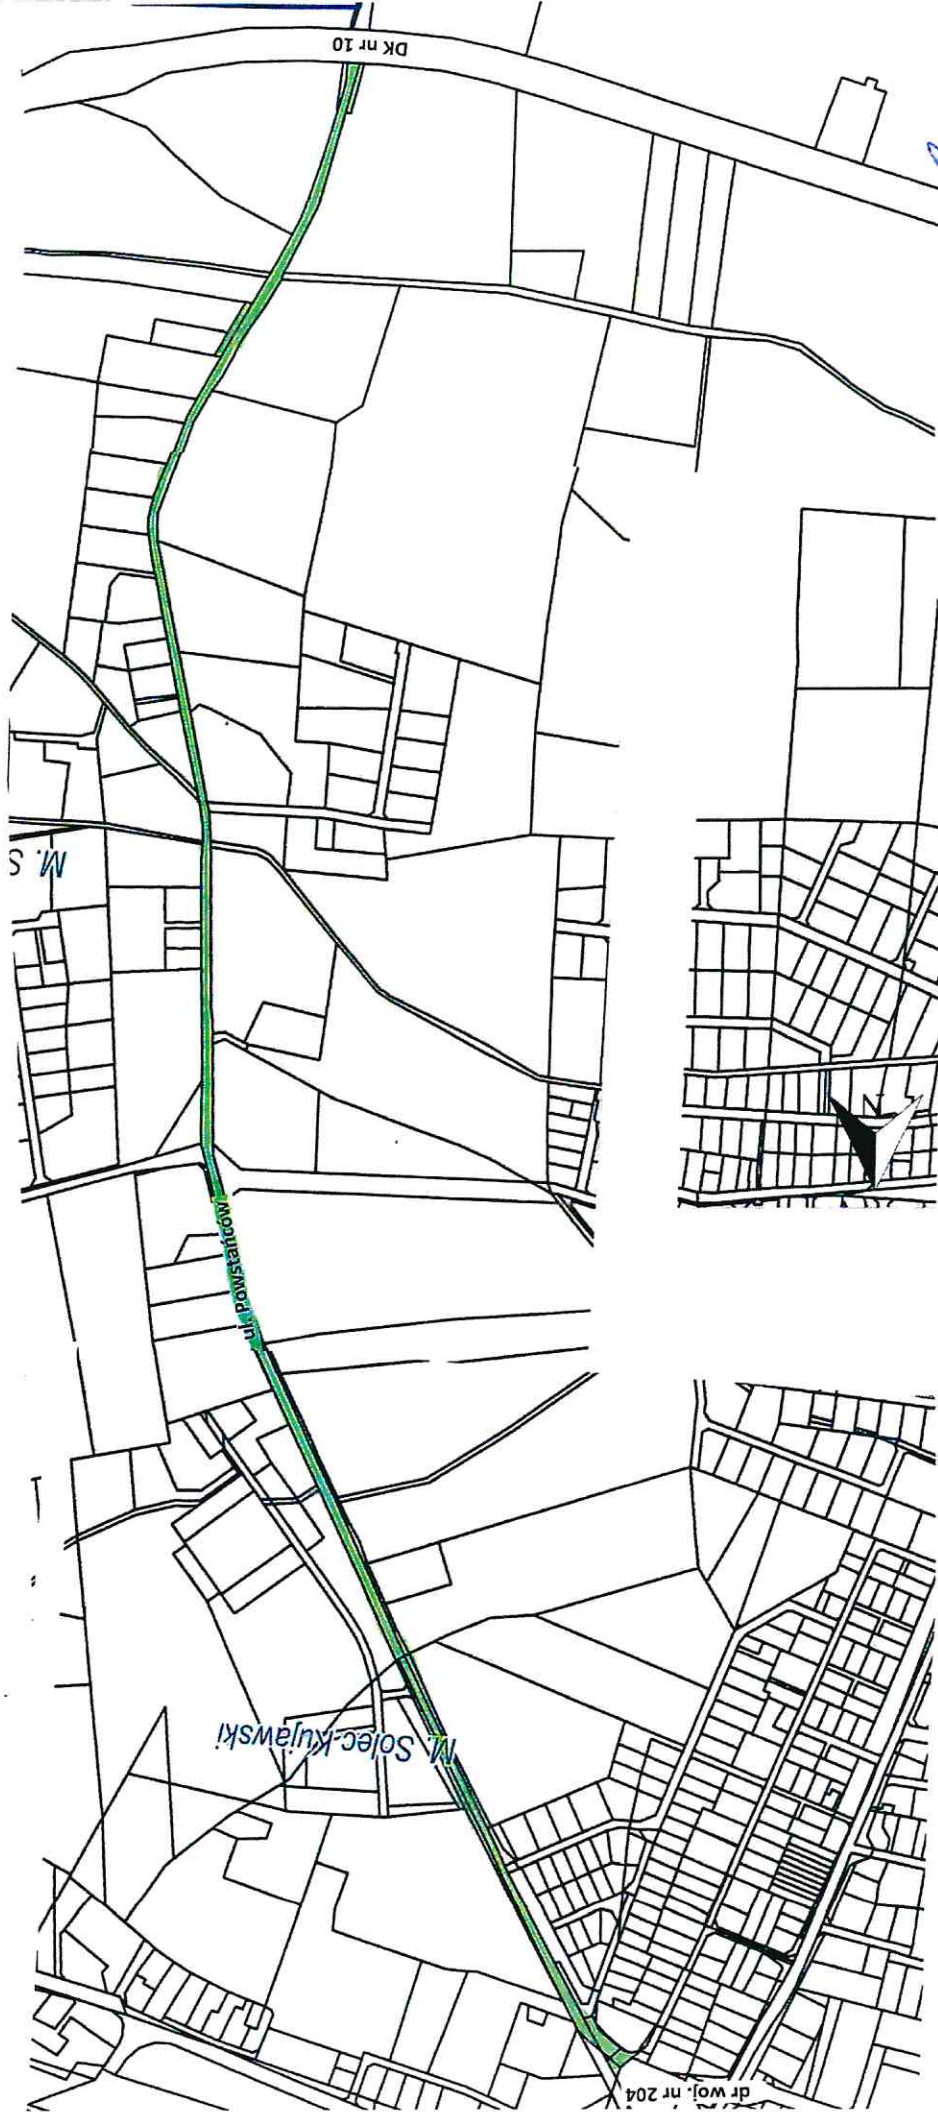 DK nr 10
M. S
ul. Powstańców
M. Solec Kujawski
dr woj. nr 204
N